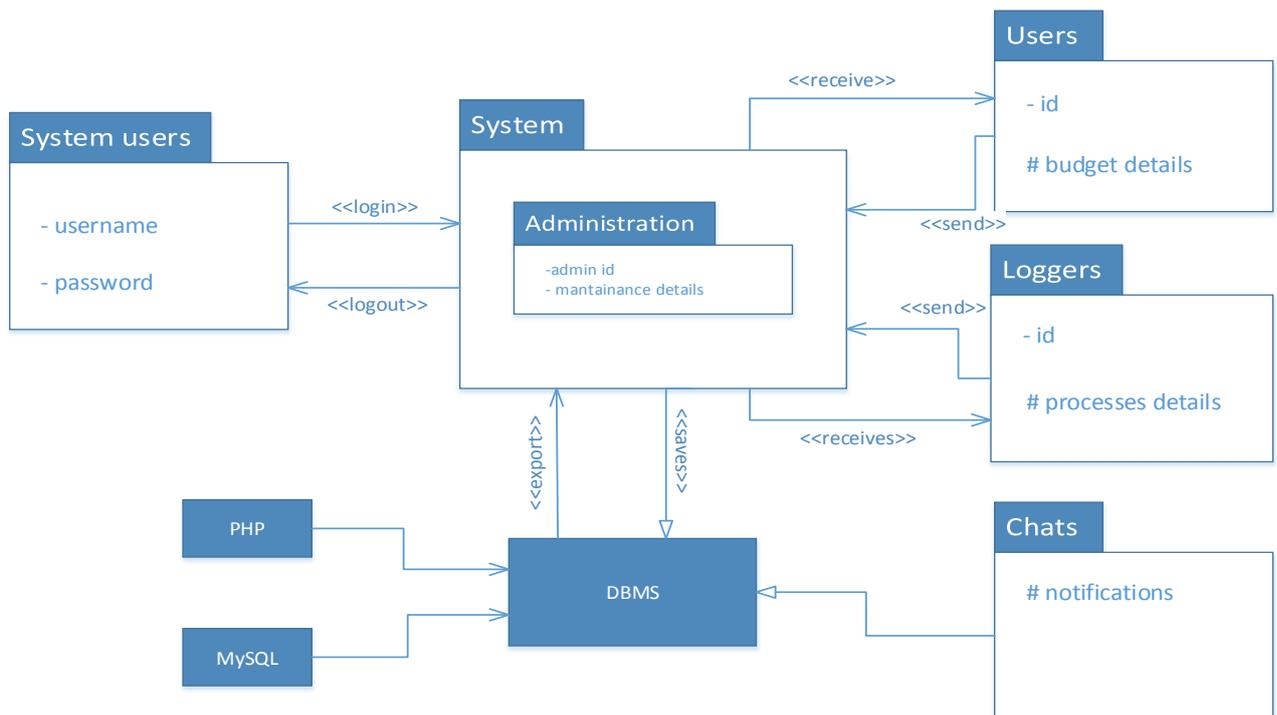 Users
<<receive>>
- id
# budget details
<<send>>
System users
- username
- password
<<login>>
<<logout>>
System
Administration
-admin id
- mantainance details
Loggers
<<send>>
- id
# processes details
<<receives>>
<<export>>
<<saves>>
PHP
MySQL
DBMS
Chats
# notifications